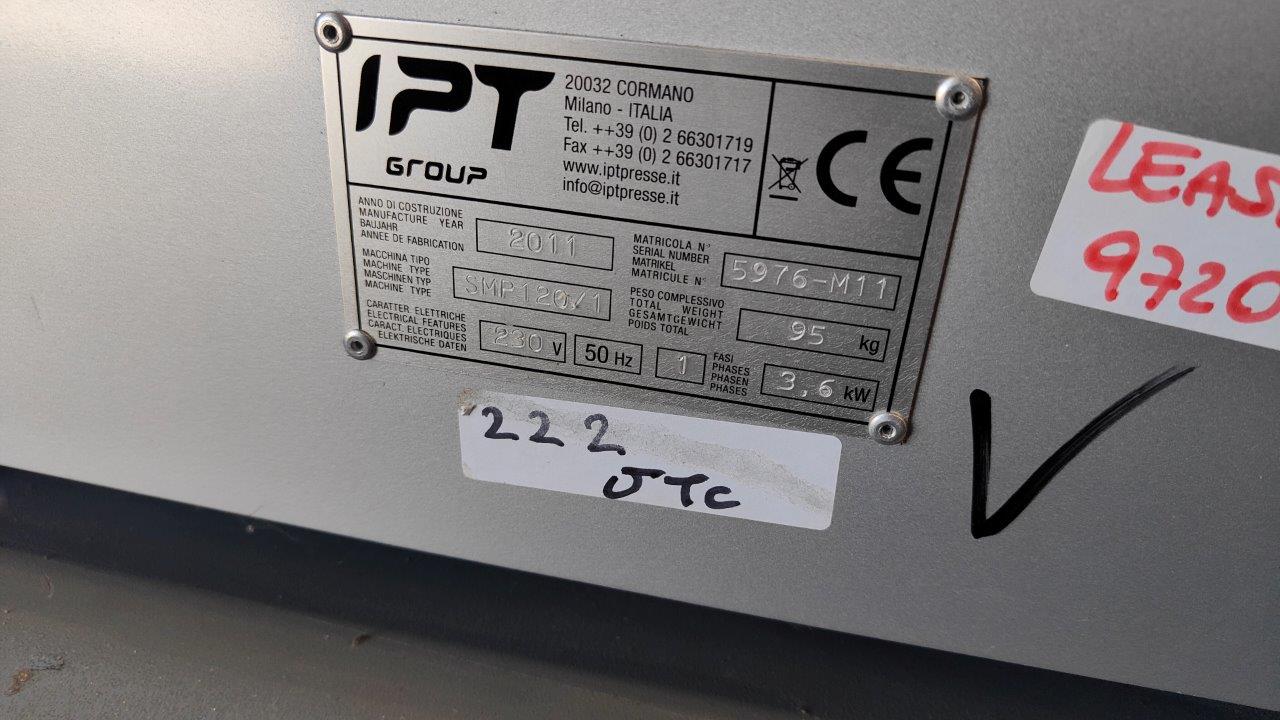 IPT
GROUP
20032 CORMANO
Milano - ITALIA
Tel. ++39 (0) 2 66301719
Fax ++39 (0) 2 66301717
www.iptpresse.it
info@iptpresse.it
CE
ANNO DI COSTRUZIONE
MANUFACTURE YEAR
BAUJAHR
ANNEE DE FABRICATION
2011
MATRICOLA N°
SERIAL NUMBER
MATRIKEL
MATRICULE N°
5976-M11
MACCHINA TIPO
MACHINE TYPE
MASCHINEN TYP
MACHINE TYPE
SMP120/1
PESO COMPLESSIVO
TOTAL WEIGHT
GESAMTGEWICHT
POIDS TOTAL
95 kg
CARATTER ELETTRICHE
ELECTRICAL FEATURES
CARACT ELECTRIQUES
ELEKTRISCHE DATEN
230 V
50 Hz
1
FASI
PHASES
PHASEN
PHASES
3,6 kW
222
JTC
LEAS
9720